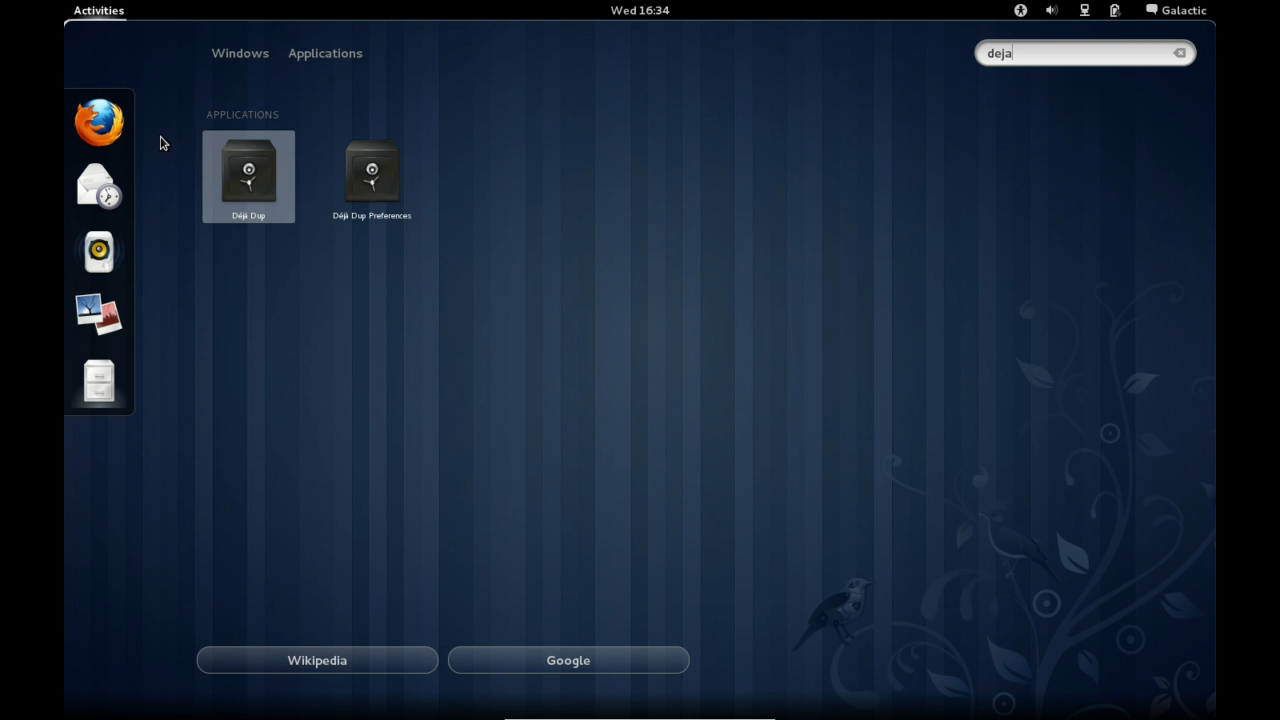 Activities
Wed 16:34
Galactic
Windows
Applications
deja
APPLICATIONS
Déjà Dup
Déjà Dup Preferences
Wikipedia
Google